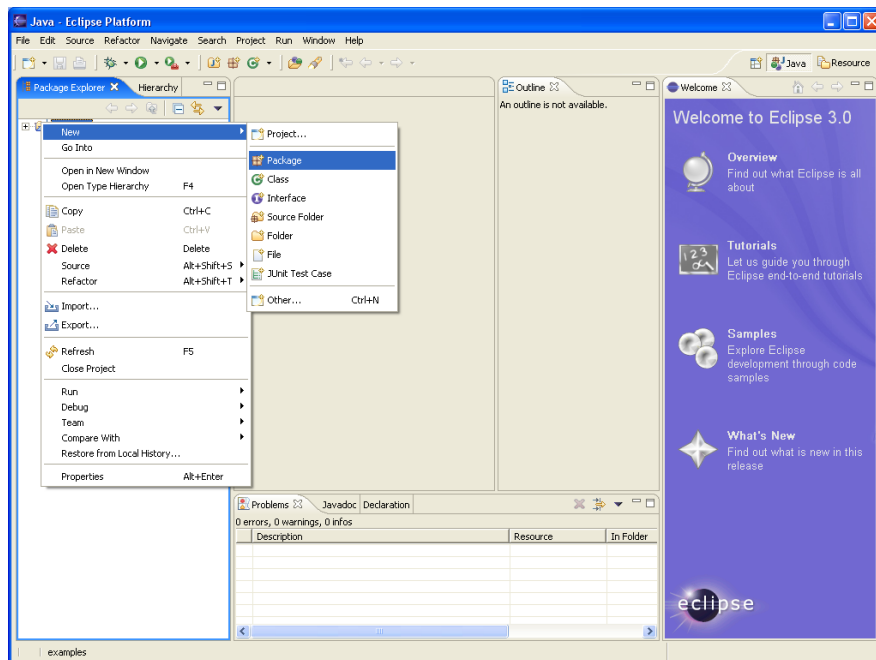 Java - Eclipse Platform
File Edit Source Refactor Navigate Search Project Run Window Help
Java Resource
Package Explorer Hierarchy
New
Go Into
Open in New Window
Open Type Hierarchy F4
Copy Ctrl+C
Paste Ctrl+V
Delete Delete
Source Alt+Shift+S
Refactor Alt+Shift+T
Import...
Export...
Refresh F5
Close Project
Run
Debug
Team
Compare With
Restore from Local History...
Properties Alt+Enter
Project...
Package
Class
Interface
Source Folder
Folder
File
JUnit Test Case
Other... Ctrl+N
Outline
An outline is not available.
Welcome
Welcome to Eclipse 3.0
Overview
Find out what Eclipse is all
about
Tutorials
Let us guide you through
Eclipse end-to-end tutorials
Samples
Explore Eclipse
development through code
samples
What's New
Find out what is new in this
release
eclipse
Problems Javadoc Declaration
0 errors, 0 warnings, 0 infos
Description Resource In Folder
examples